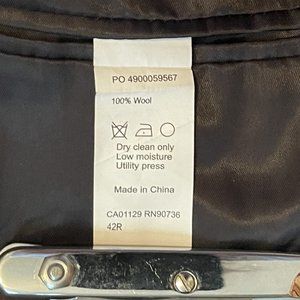 PO 4900059567
100% Wool
Dry clean only
Low moisture
Utility press
Made in China
CA01129 RN90736
42R